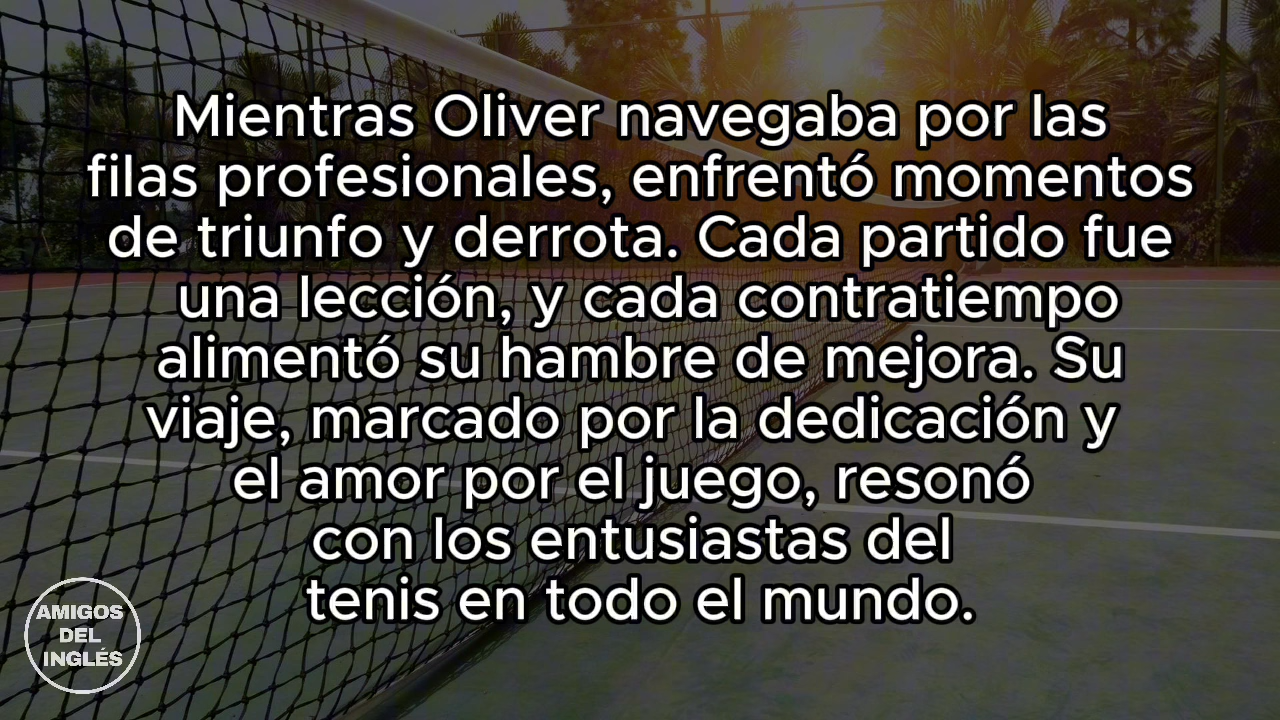 Mientras Oliver navegaba por las
filas profesionales, enfrentó momentos
de triunfo y derrota. Cada partido fue
una lección, y cada contratiempo
alimentó su hambre de mejora. Su
viaje, marcado por la dedicación y
el amor por el juego, resonó
con los entusiastas del
tenis en todo el mundo.
AMIGOS
DEL
INGLÉS